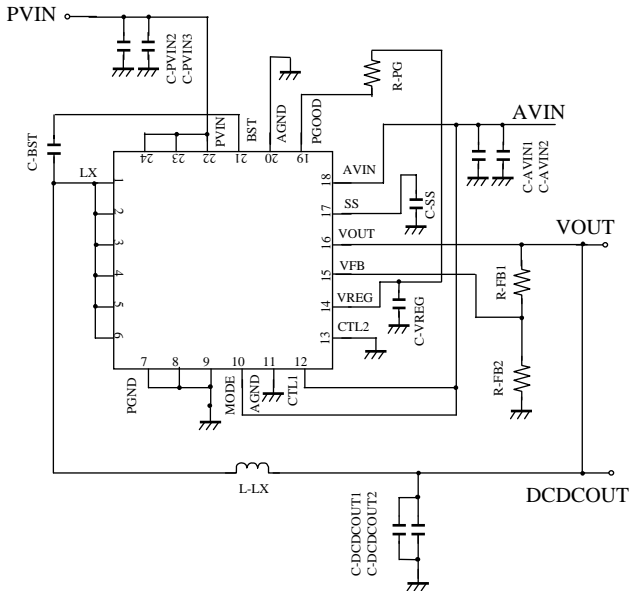 PVIN
C-PVIN2
C-PVIN3
C-BST
PVIN
BST
AGND
PGOOD
R-PG
24
23
22
21
20
19
AVIN
C-AVIN1
C-AVIN2
LX
1
2
3
4
5
6
18
AVIN
17
SS
C-SS
16
VOUT
VOUT
15
VFB
R-FB1
14
VREG
C-VREG
13
CTL2
R-FB2
7
8
9
10
11
12
PGND
MODE
AGND
CTL1
L-LX
DCDCOUT
C-DCDCOUT1
C-DCDCOUT2